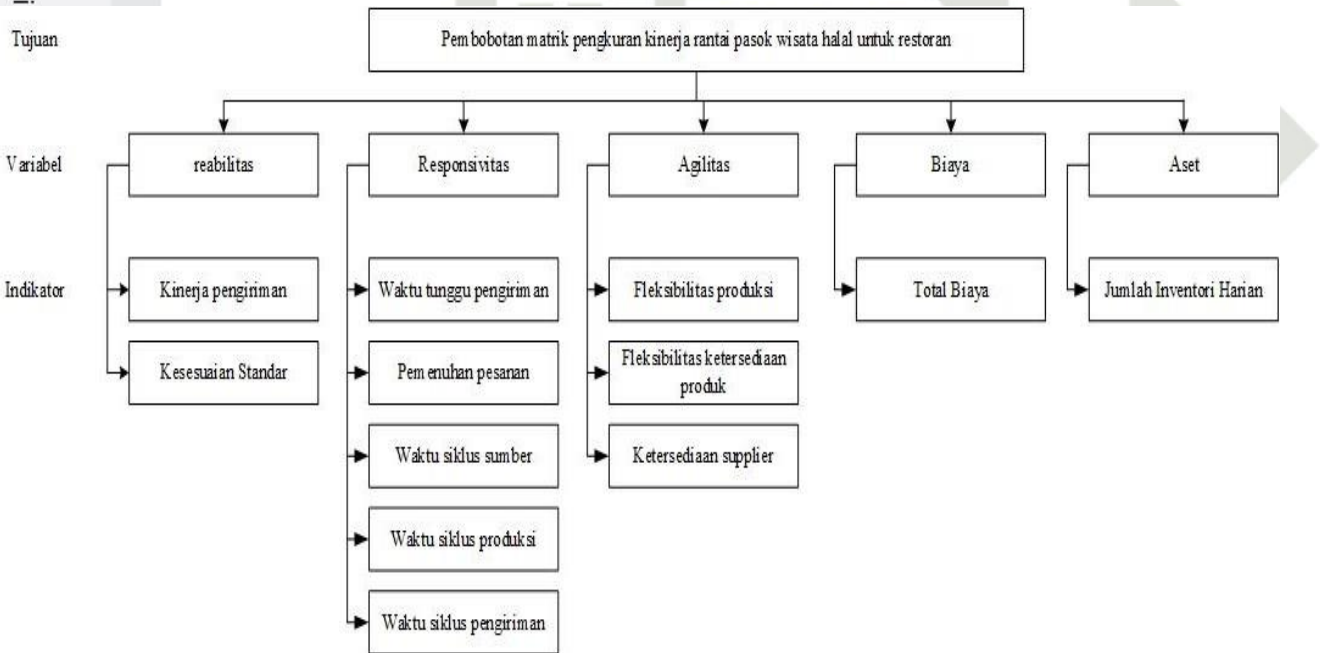 Tujuan
Pembobotan matrik pengkuran kinerja rantai pasok wisata halal untuk restoran
Variabel
reabilitas
Responsivitas
Agilitas
Biaya
Aset
Indikator
Kinerja pengiriman
Waktu tunggu pengiriman
Fleksibilitas produksi
Total Biaya
Jumlah Inventori Harian
Kesesuaian Standar
Pemenuhan pesanan
Fleksibilitas ketersediaan
produk
Waktu siklus sumber
Ketersediaan supplier
Waktu siklus produksi
Waktu siklus pengiriman